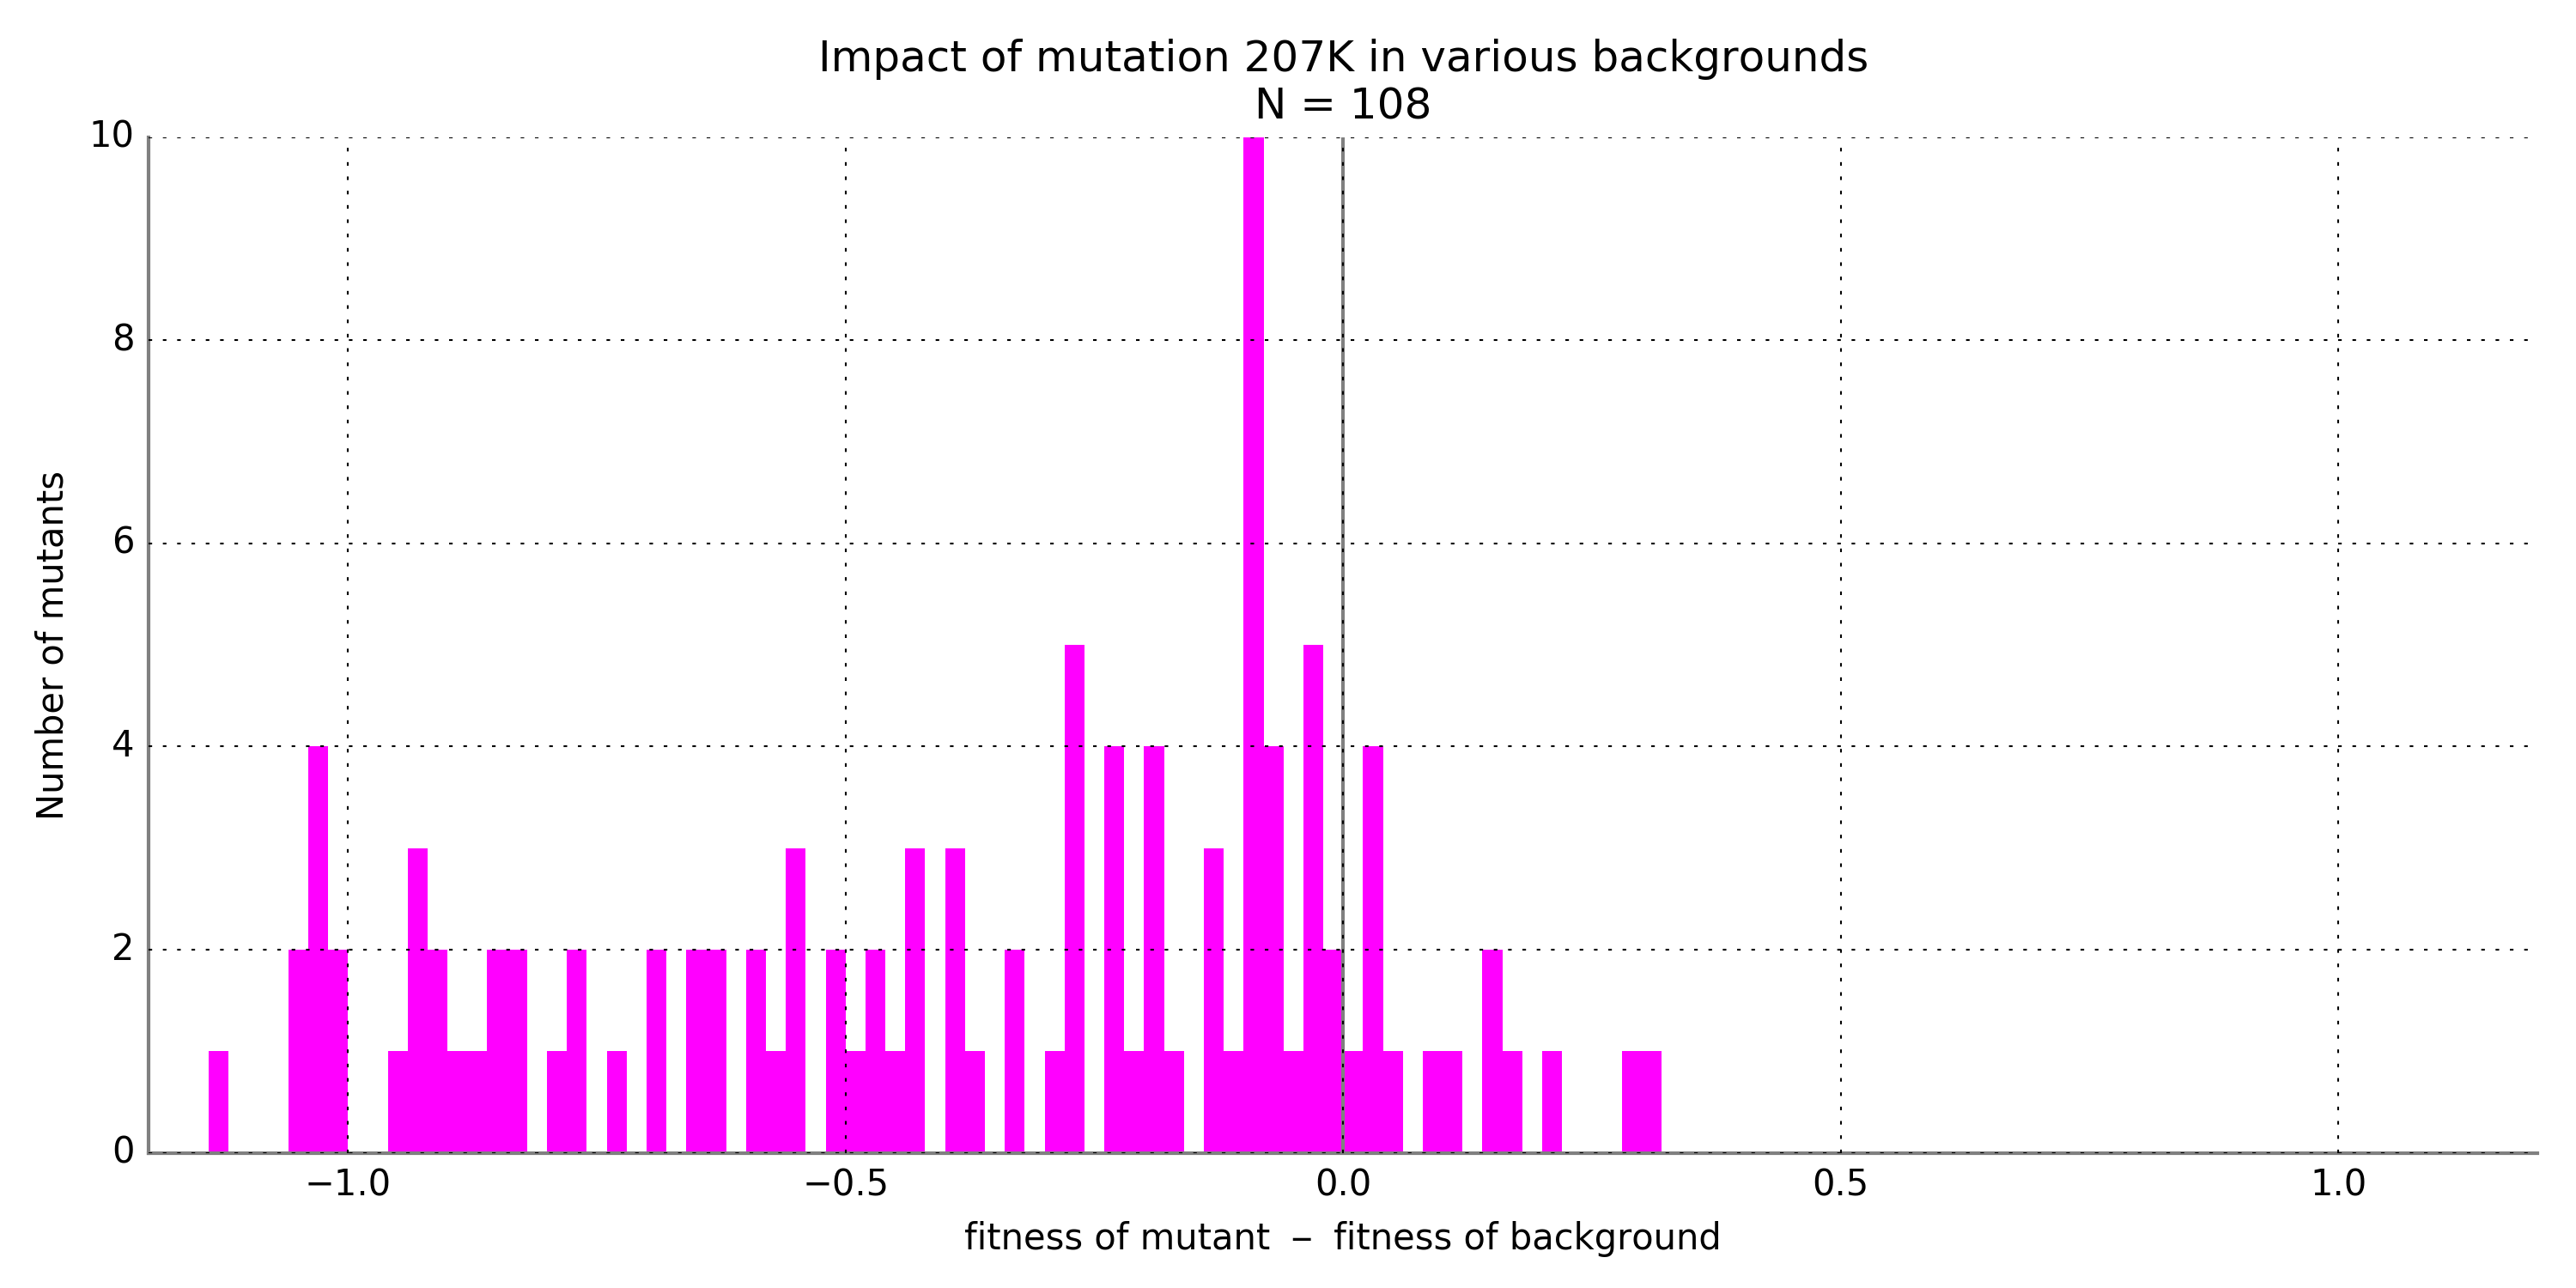 Impact of mutation 207K in various backgrounds
N = 108
10
8
6
4
2
0
Number of mutants
−1.0
−0.5
0.0
0.5
1.0
fitness of mutant – fitness of background